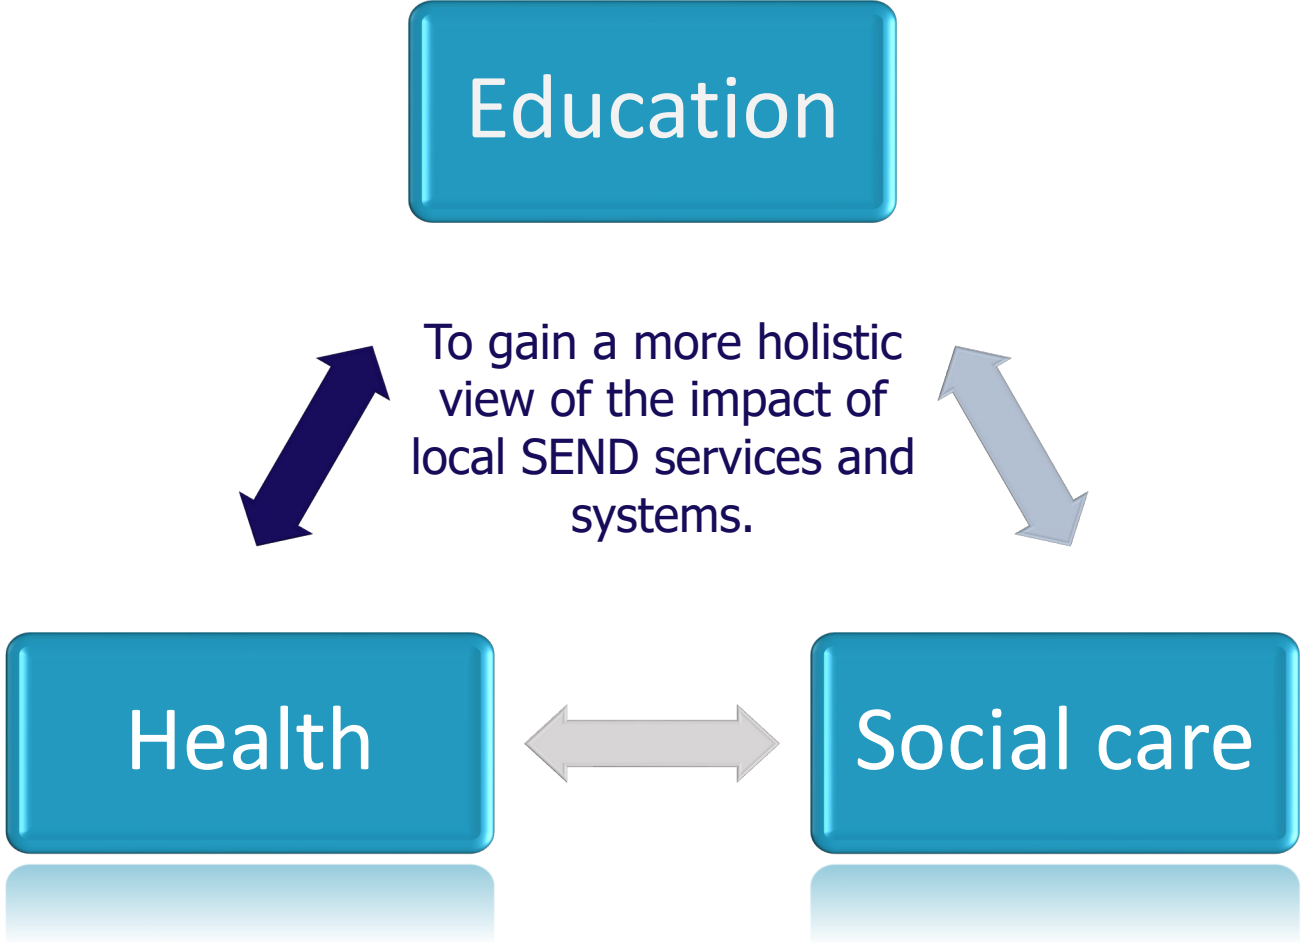 Education
To gain a more holistic
view of the impact of
local SEND services and
systems.
Health
Social care